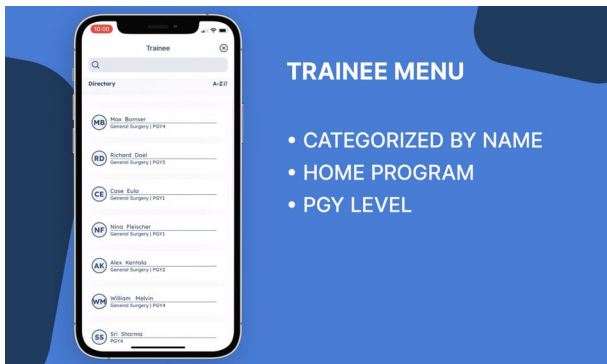 10:00
Trainee
Directory
A-Z
MB
Max Bornser
General Surgery | PGY4
RD
Richard Doel
General Surgery | PGY5
CE
Case Eula
General Surgery | PGY1
NF
Nina Fleischer
General Surgery | PGY1
AK
Alex Kentala
General Surgery | PGY2
WM
William Melvin
General Surgery | PGY4
SS
Sri Sharma
PGY4
TRAINEE MENU
• CATEGORIZED BY NAME
• HOME PROGRAM
• PGY LEVEL